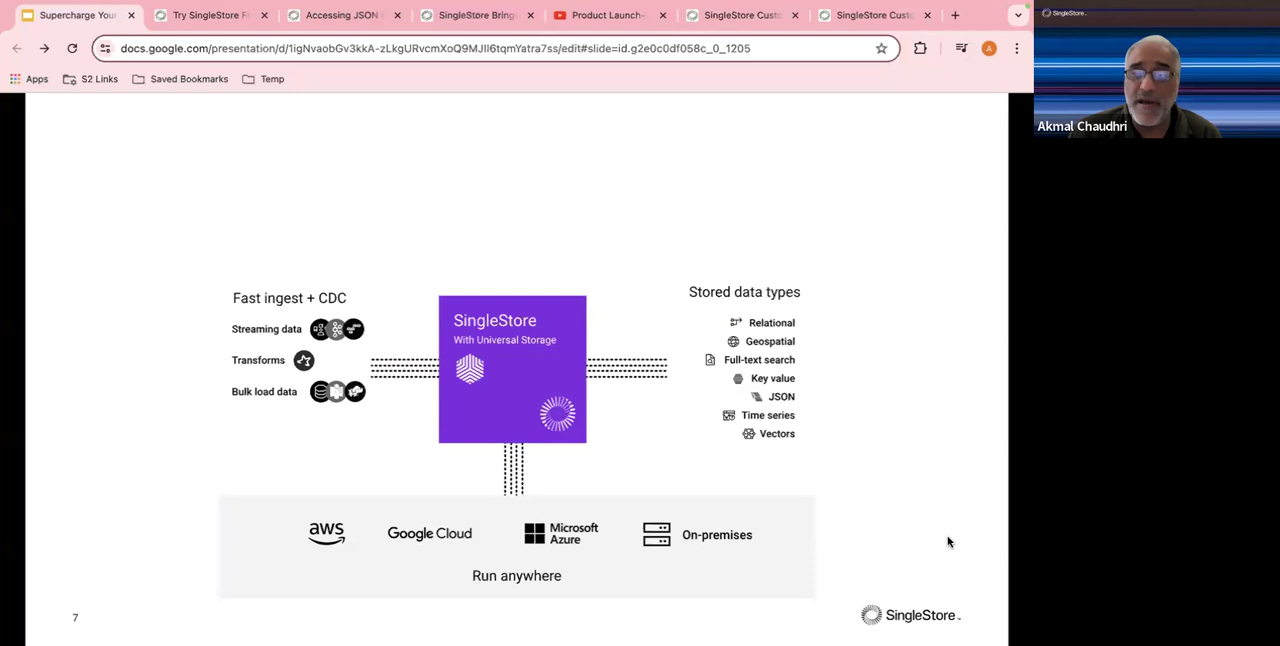 Supercharge Your
Try SingleStore F
Accessing JSON
SingleStore Bring
Product Launch-
SingleStore Custo
SingleStore Custo
docs.google.com/presentation/d/1igNvaobGv3kkA-zLkgURvcmXoQ9MJIl6tqmYatra7ss/edit#slide=id.g2e0c0df058c_0_1205
A
Apps
S2 Links
Saved Bookmarks
Temp
SingleStore
Akmal Chaudhri
Fast ingest + CDC
Streaming data
Transforms
Bulk load data
SingleStore
With Universal Storage
Stored data types
Relational
Geospatial
Full-text search
Key value
JSON
Time series
Vectors
aws
Google Cloud
Microsoft
Azure
On-premises
Run anywhere
7
SingleStore